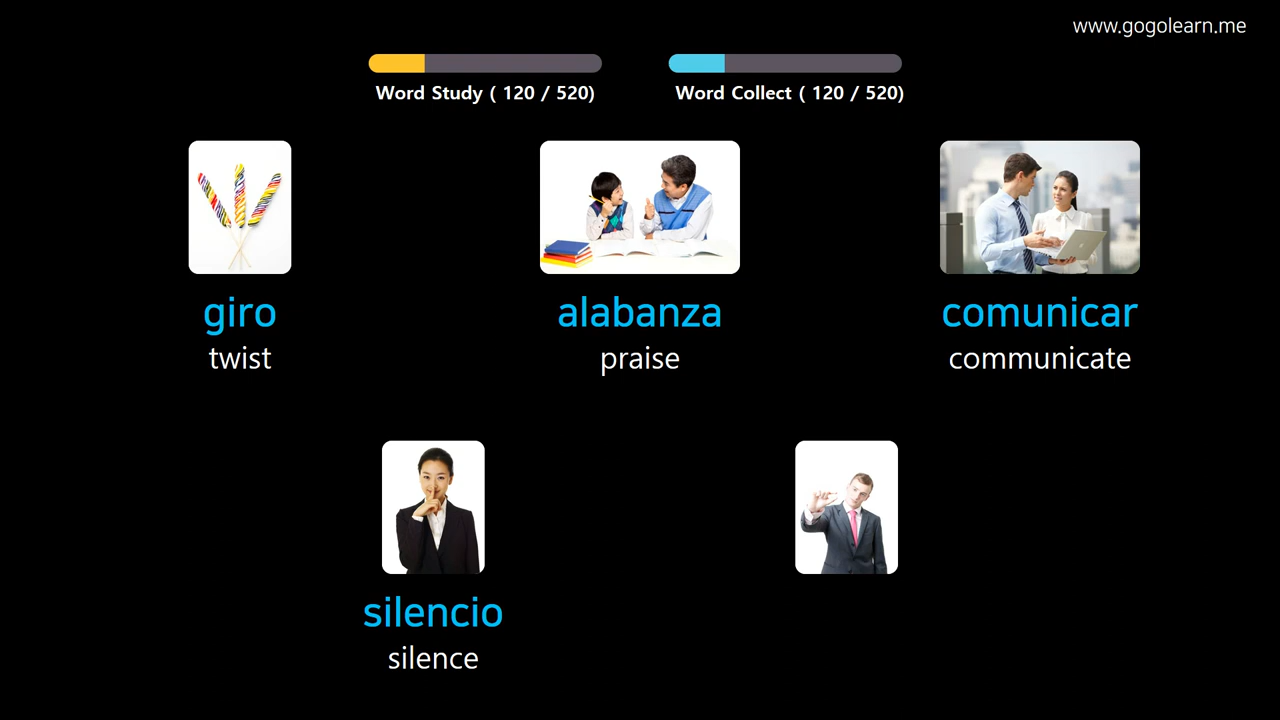 www.gogolearn.me
Word Study ( 120 / 520)
Word Collect ( 120 / 520)
giro
twist
alabanza
praise
comunicar
communicate
silencio
silence